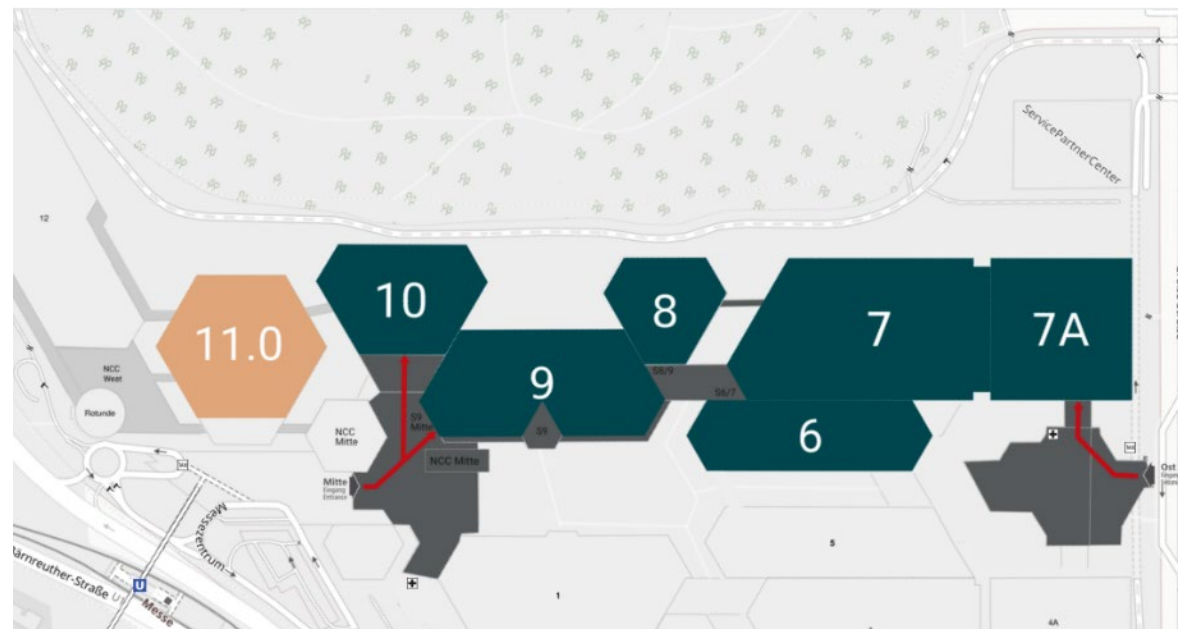 ServicePartnerCenter
12
10
8
7
7A
11.0
9
6
NCC
West
Rotunde
NCC
Mitte
S9
Mitte
S9
NCC Mitte
S8/9
S6/7
Mitte
Eingang
Entrance
Ost
Messezentrum
5
1
4A
ärnreuther-Straße
U
Messe